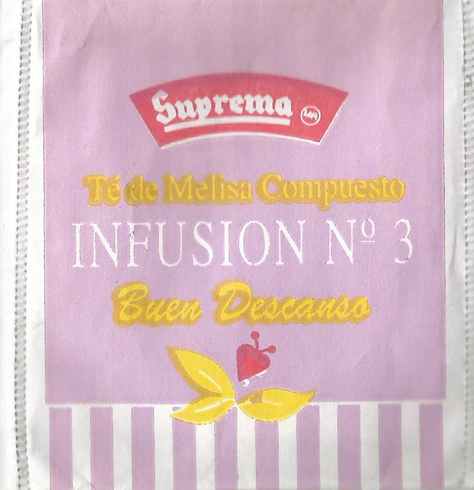 Suprema
Té de Melisa Compuesto
INFUSION Nº 3
Buen Descanso